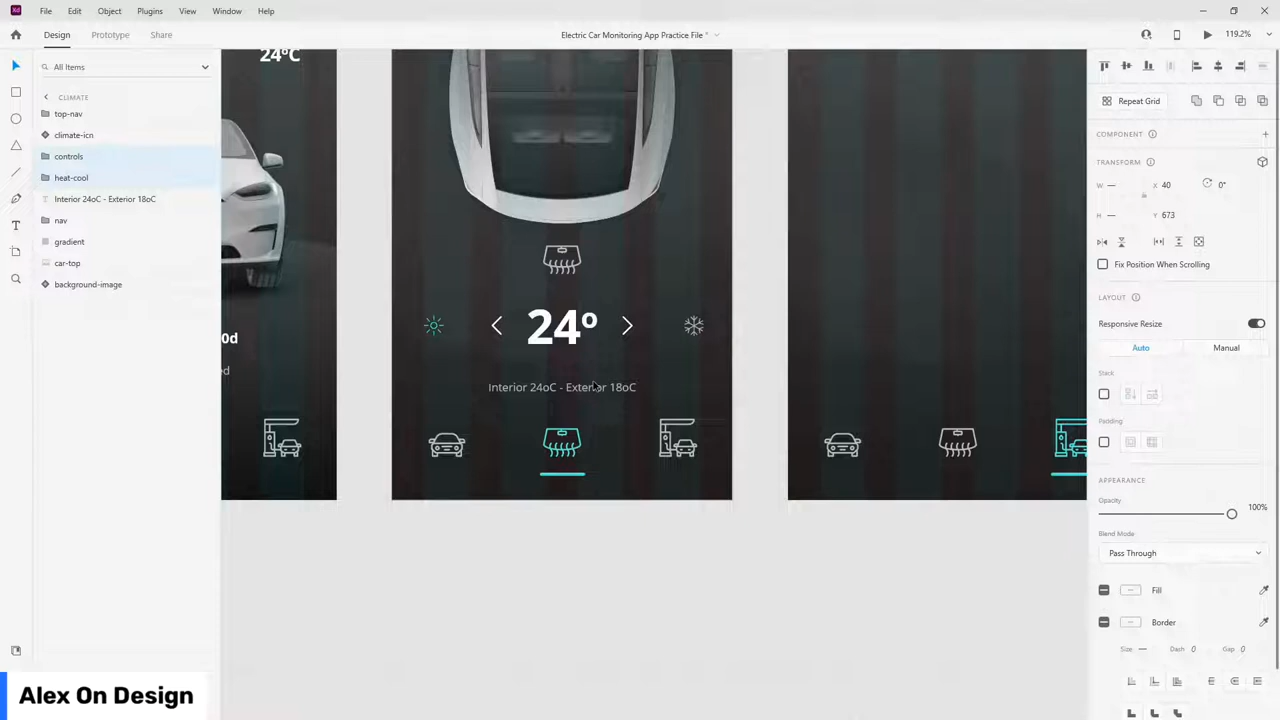 Xd File Edit Object Plugins View Window Help
Design Prototype Share
Electric Car Monitoring App Practice File *
119.2%
All Items
CLIMATE
top-nav
climate-icn
controls
heat-cool
T Interior 24oC - Exterior 18oC
nav
gradient
car-top
background-image
24ºC
0d
ed
24º
Interior 24oC - Exterior 18oC
Repeat Grid
COMPONENT
TRANSFORM
W — X 40 0°
H — Y 673
Fix Position When Scrolling
LAYOUT
Responsive Resize
Auto Manual
Stack
Padding
APPEARANCE
Opacity
100%
Blend Mode
Pass Through
Fill
Border
Size — Dash 0 Gap 0
Alex On Design